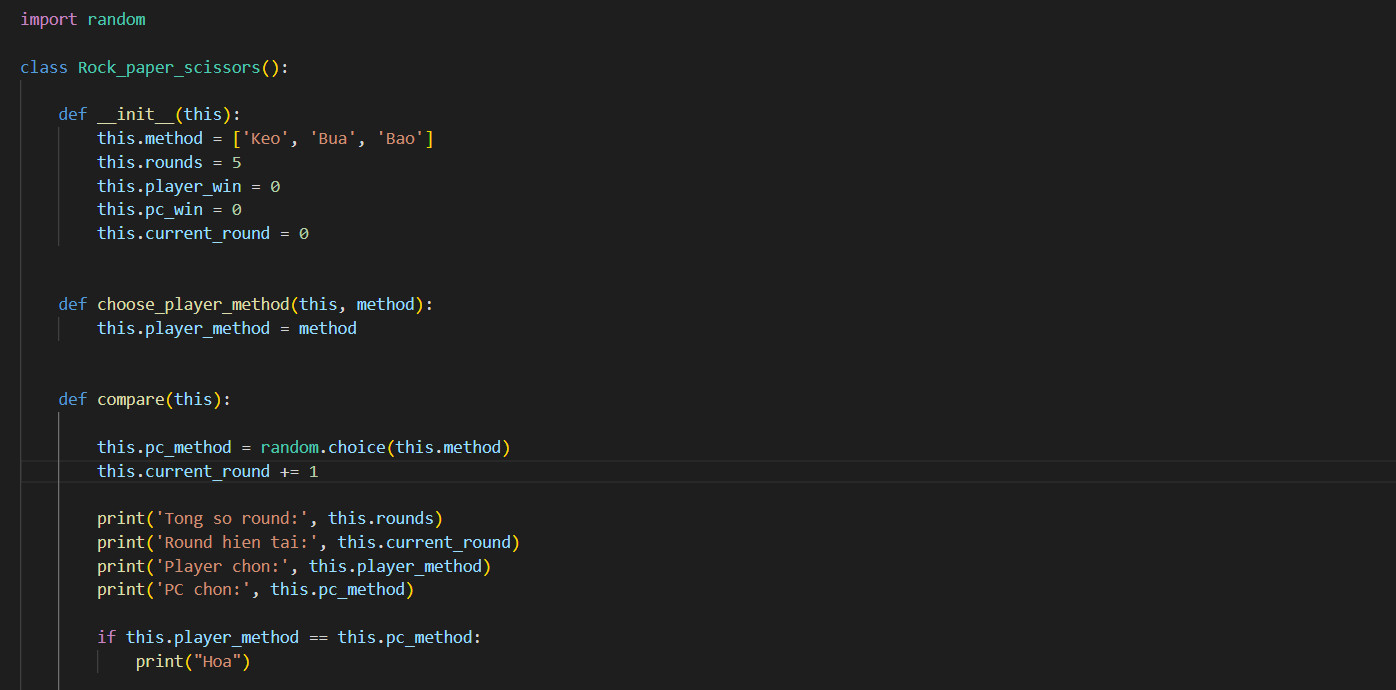 import random
class Rock_paper_scissors():
def __init__(this):
this.method = ['Keo', 'Bua', 'Bao']
this.rounds = 5
this.player_win = 0
this.pc_win = 0
this.current_round = 0
def choose_player_method(this, method):
this.player_method = method
def compare(this):
this.pc_method = random.choice(this.method)
this.current_round += 1
print('Tong so round:', this.rounds)
print('Round hien tai:', this.current_round)
print('Player chon:', this.player_method)
print('PC chon:', this.pc_method)
if this.player_method == this.pc_method:
print("Hoa")